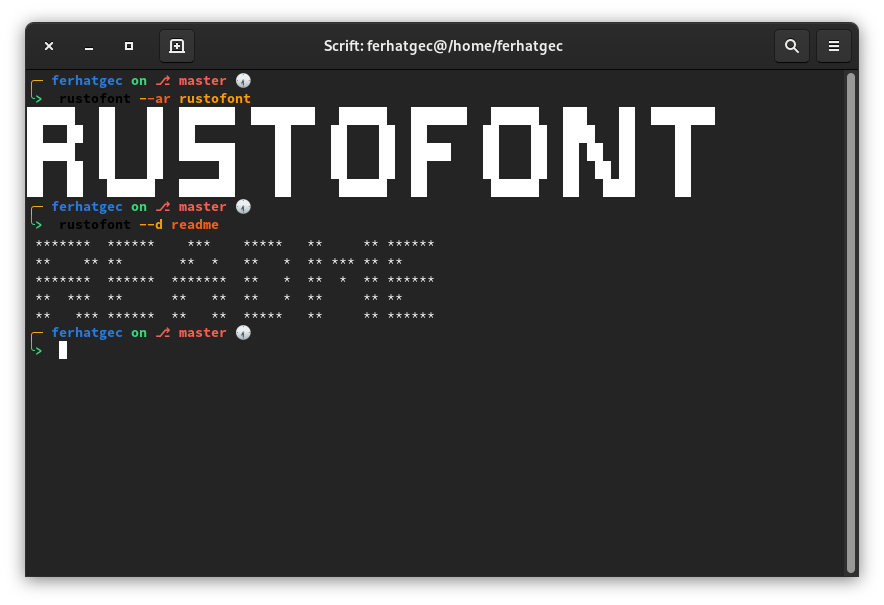 Scrift: ferhatgec@/home/ferhatgec
ferhatgec on ⎇ master
> rustofont --ar rustofont
RUSTOFONT
ferhatgec on ⎇ master
> rustofont --d readme
 *******  ******    ***    *****   **     ** ******
 **    ** **       **  *   **   *  ** *** ** **
 *******  ******  *******  **   *  **  *  ** ******
 **  ***  **      **   **  **   *  **     ** **
 **   *** ******  **   **  *****   **     ** ******
ferhatgec on ⎇ master
>